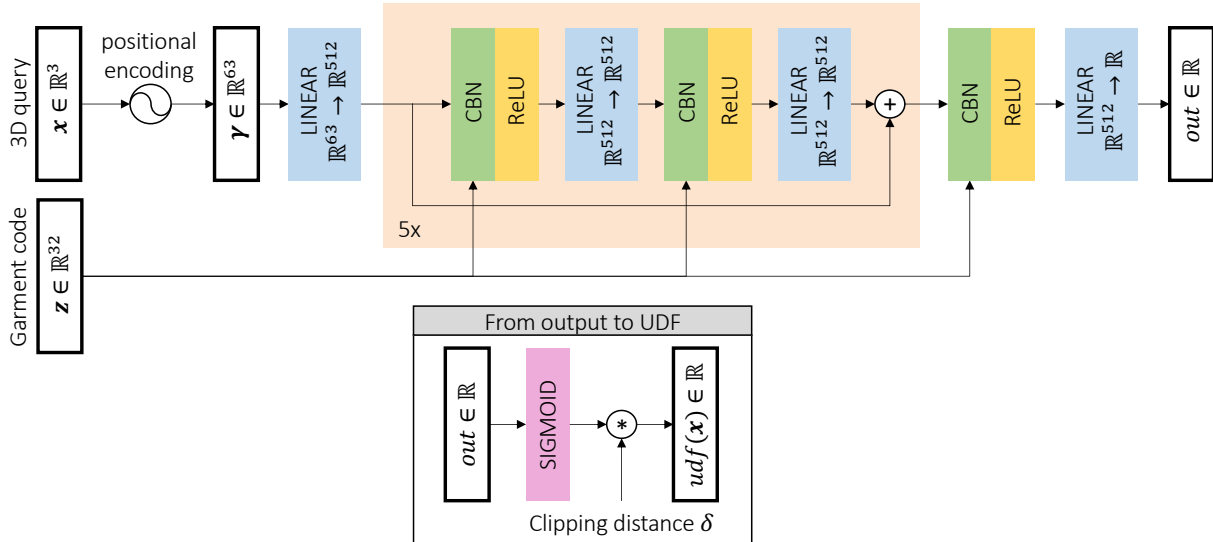 3D query
x ∈ ℝ³
positional
encoding
γ ∈ ℝ⁶³
LINEAR
ℝ⁶³ → ℝ⁵¹²
CBN
ReLU
LINEAR
ℝ⁵¹² → ℝ⁵¹²
CBN
ReLU
LINEAR
ℝ⁵¹² → ℝ⁵¹²
+
5x
CBN
ReLU
LINEAR
ℝ⁵¹² → ℝ
out ∈ ℝ
Garment code
z ∈ ℝ³²
From output to UDF
out ∈ ℝ
SIGMOID
*
udf(x) ∈ ℝ
Clipping distance δ